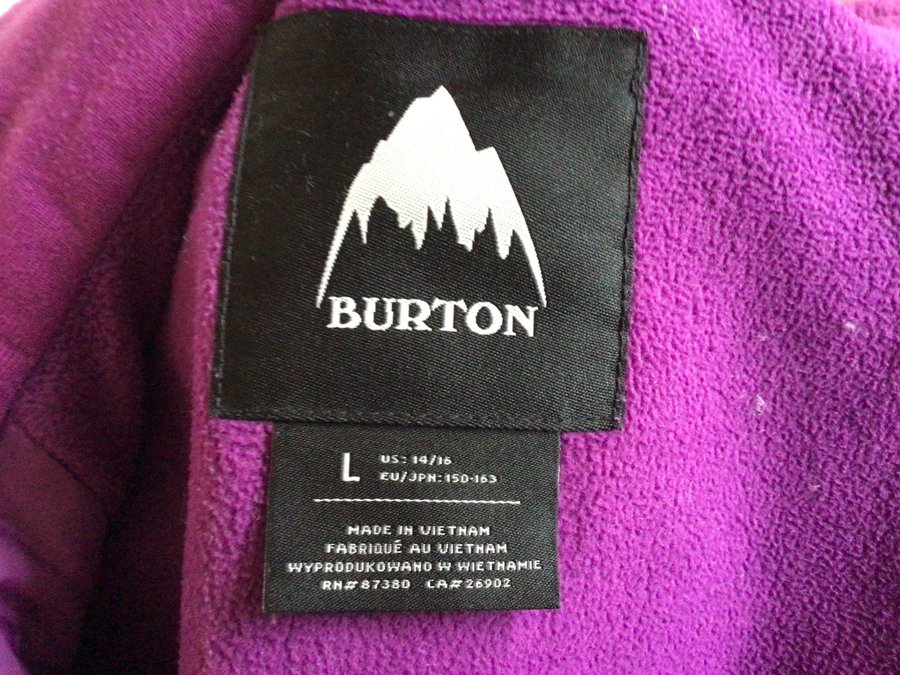 BURTON
L US: 14/16
EU/JPN: 150-163
MADE IN VIETNAM
FABRIQUÉ AU VIETNAM
WYPRODUKOWANO W WIETNAMIE
RN# 87380 CA# 26902